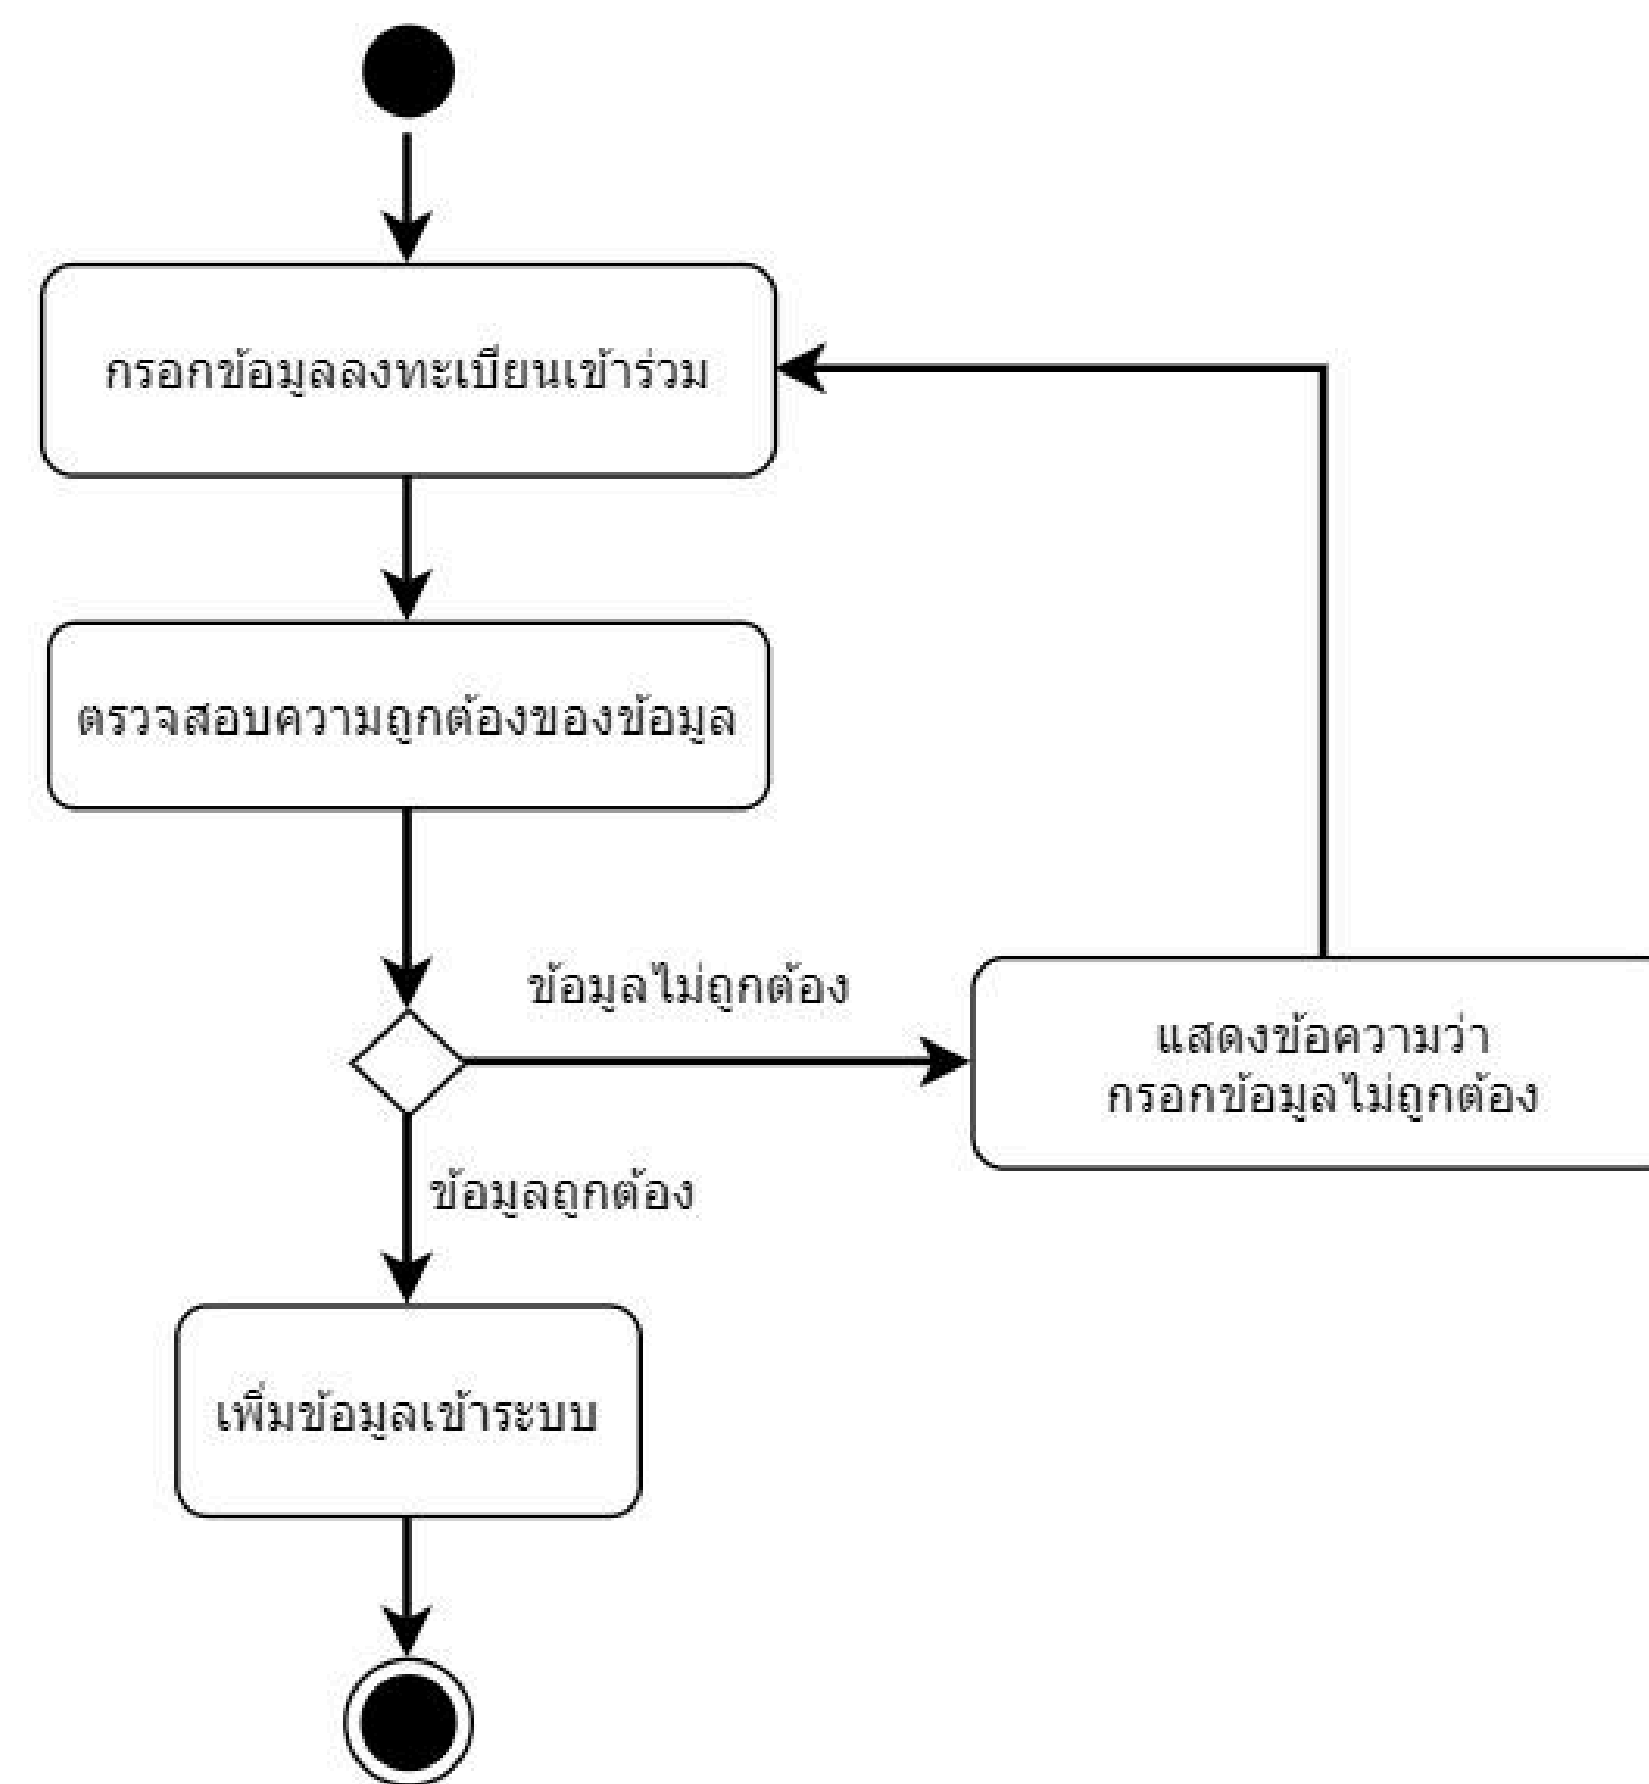 กรอกข้อมูลลงทะเบียนเข้าร่วม
ตรวจสอบความถูกต้องของข้อมูล
ข้อมูลไม่ถูกต้อง
แสดงข้อความว่า
กรอกข้อมูลไม่ถูกต้อง
ข้อมูลถูกต้อง
เพิ่มข้อมูลเข้าระบบ